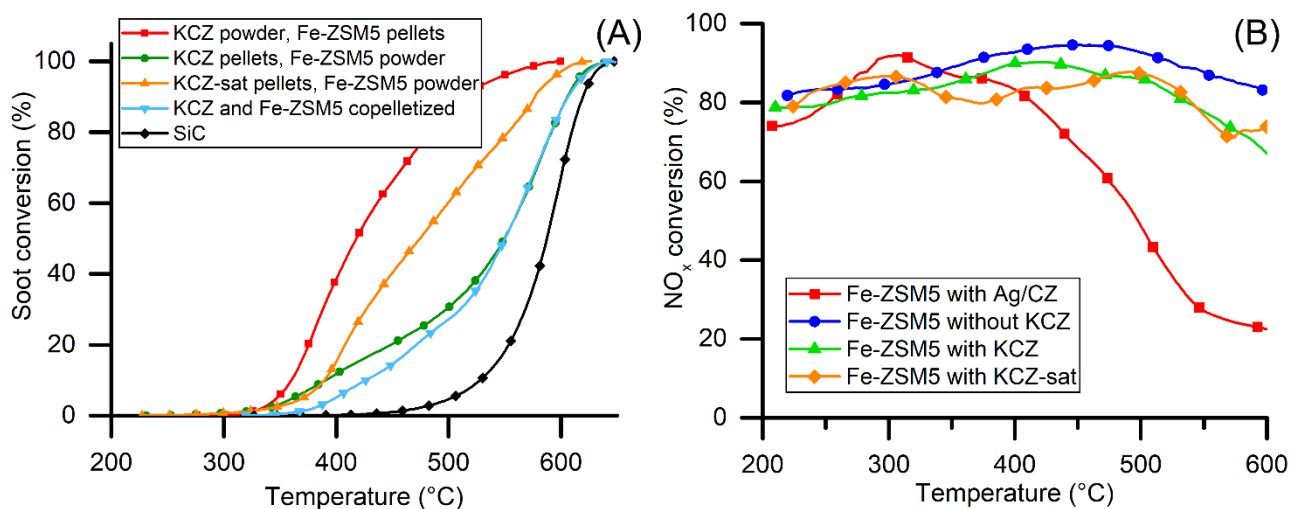 (A)
KCZ powder, Fe-ZSM5 pellets
KCZ pellets, Fe-ZSM5 powder
KCZ-sat pellets, Fe-ZSM5 powder
KCZ and Fe-ZSM5 copelletized
SiC
Soot conversion (%)
100
80
60
40
20
0
200
300
400
500
600
Temperature (°C)
(B)
NOx conversion (%)
100
80
60
40
20
0
Fe-ZSM5 with Ag/CZ
Fe-ZSM5 without KCZ
Fe-ZSM5 with KCZ
Fe-ZSM5 with KCZ-sat
200
300
400
500
600
Temperature (°C)